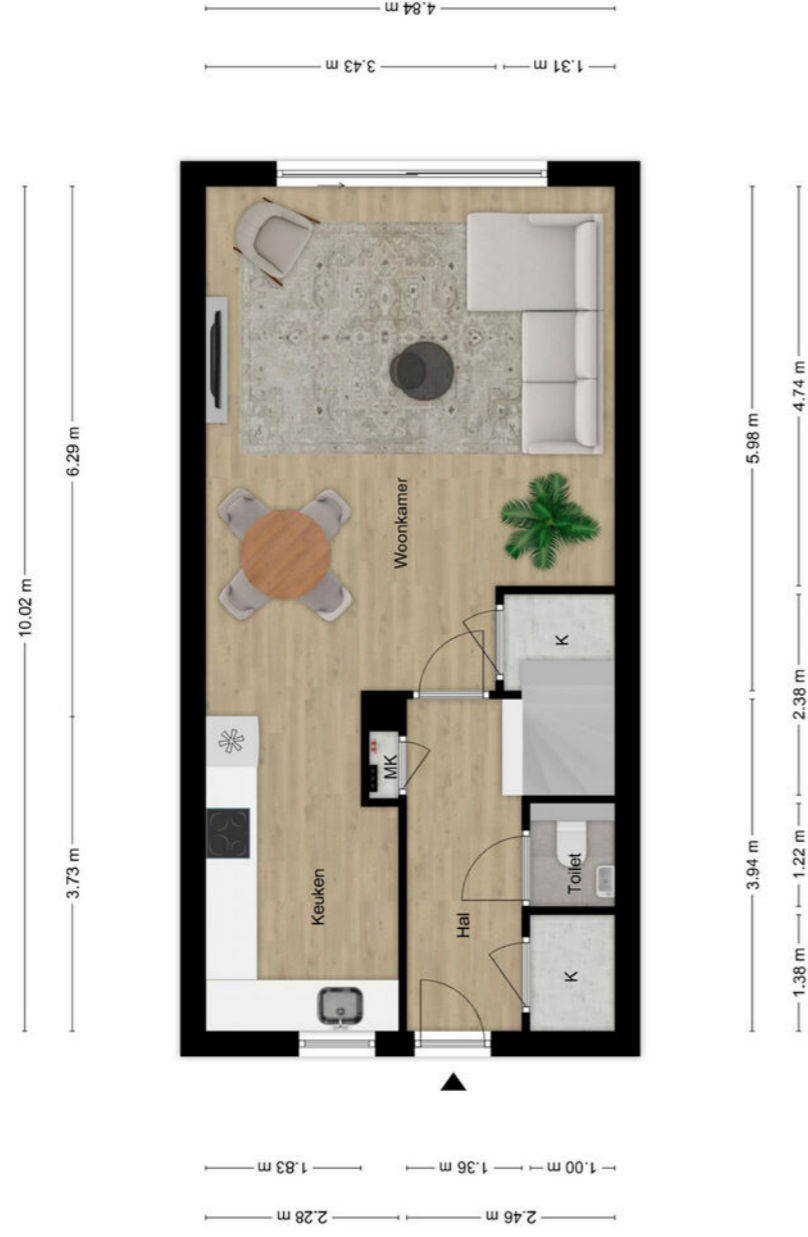 4.84 m
3.43 m
1.31 m
10.02 m
6.29 m
3.73 m
5.98 m
3.94 m
4.74 m
2.38 m
1.22 m
1.38 m
Woonkamer
K
MK
Keuken
Hal
Toilet
K
1.83 m
1.36 m
1.00 m
2.28 m
2.46 m